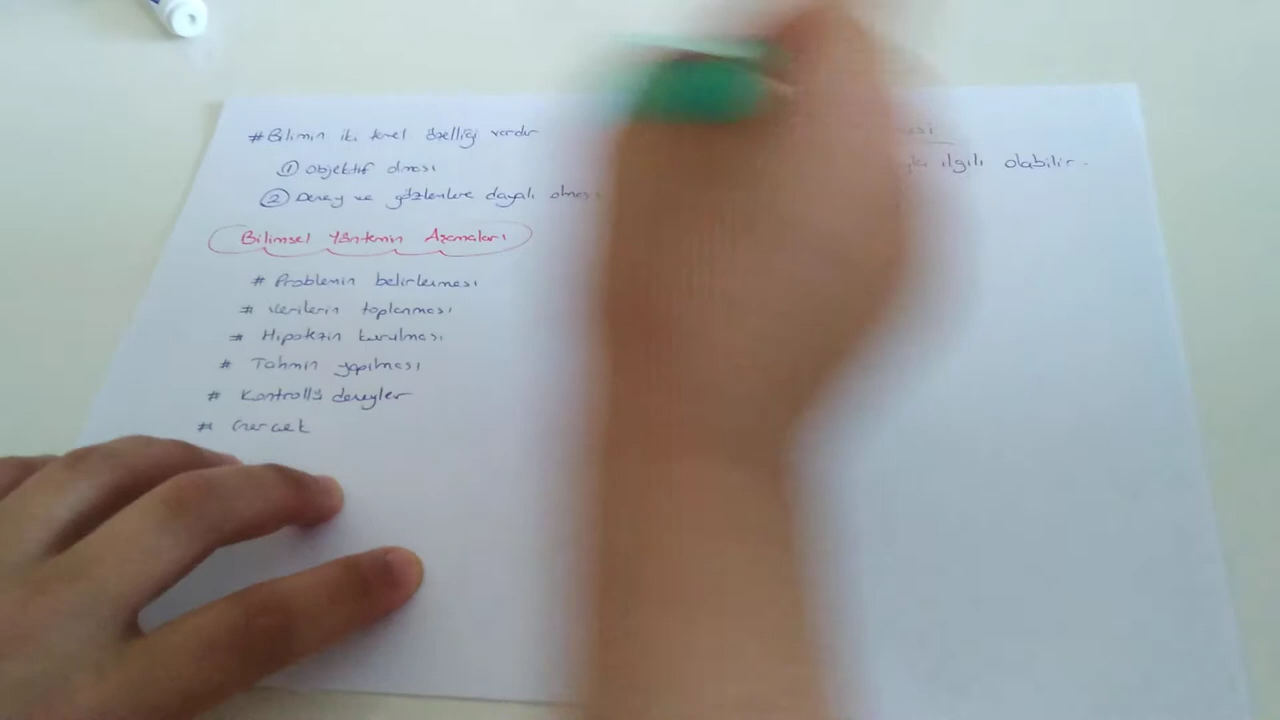 # Bilimin iki temel özelliği vardır
① Objektif olması
② Deney ve gözlemlere dayalı olması
Bilimsel Yöntemin Aşamaları
# Problemin belirlenmesi
# Verilerin toplanması
# Hipotezin kurulması
# Tahmin yapılması
# Kontrollü deneyler
# Gerçek
ilgili olabilir.